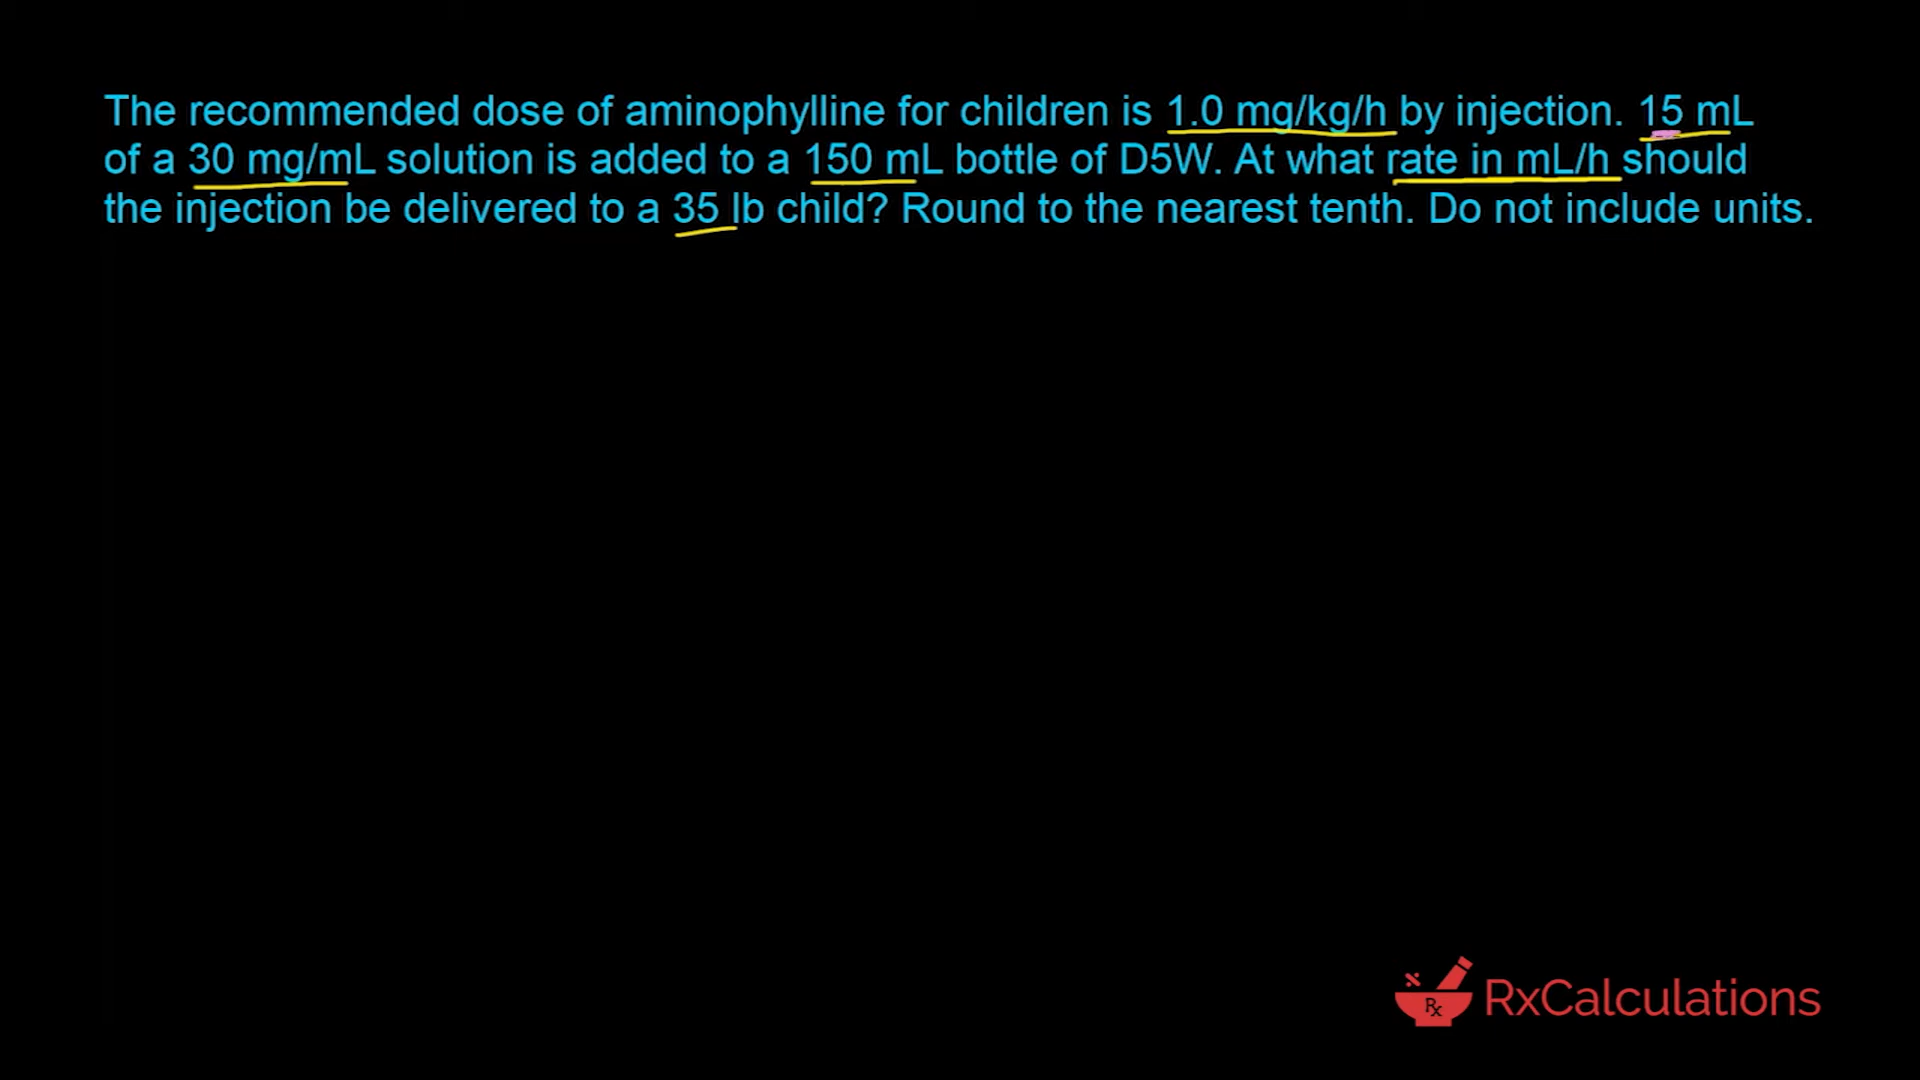 The recommended dose of aminophylline for children is 1.0 mg/kg/h by injection. 15 mL
of a 30 mg/mL solution is added to a 150 mL bottle of D5W. At what rate in mL/h should
the injection be delivered to a 35 lb child? Round to the nearest tenth. Do not include units.
Rx
RxCalculations